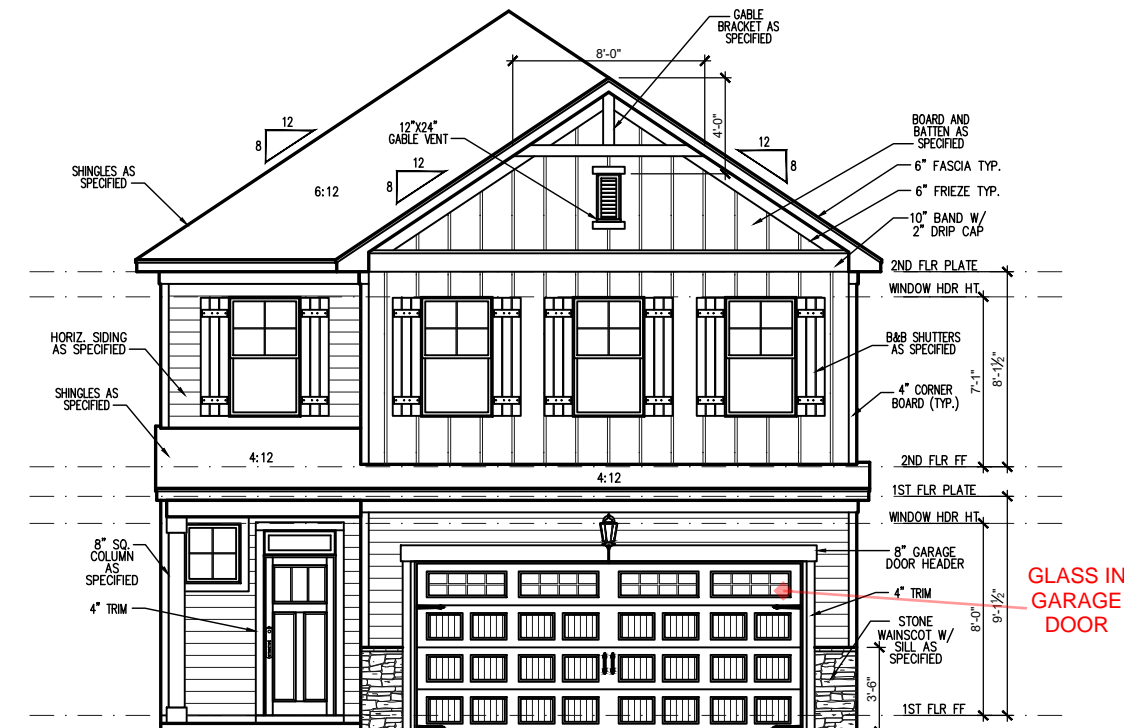 GABLE
BRACKET AS
SPECIFIED
8'-0"
12
8
12"X24"
GABLE VENT
12
8
4'-0"
12
8
BOARD AND
BATTEN AS
SPECIFIED
6" FASCIA TYP.
6" FRIEZE TYP.
10" BAND W/
2" DRIP CAP
SHINGLES AS
SPECIFIED
6:12
2ND FLR PLATE
WINDOW HDR HT.
HORIZ. SIDING
AS SPECIFIED
B&B SHUTTERS
AS SPECIFIED
7'-1"
8'-1½"
SHINGLES AS
SPECIFIED
4" CORNER
BOARD (TYP.)
4:12
2ND FLR FF
4:12
1ST FLR PLATE
WINDOW HDR HT.
8" SQ.
COLUMN
AS
SPECIFIED
8" GARAGE
DOOR HEADER
GLASS IN
GARAGE
DOOR
4" TRIM
4" TRIM
8'-0"
9'-1½"
STONE
WAINSCOT W/
SILL AS
SPECIFIED
3'-6"
1ST FLR FF